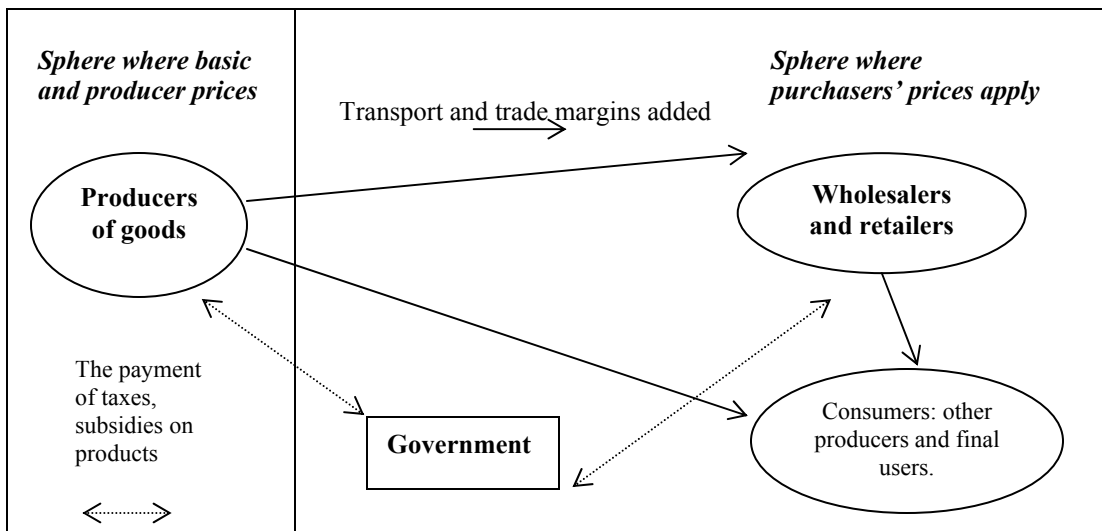 Sphere where basic
and producer prices
Sphere where
purchasers’ prices apply
Transport and trade margins added
Producers
of goods
Wholesalers
and retailers
The payment
of taxes,
subsidies on
products
Government
Consumers: other
producers and final
users.